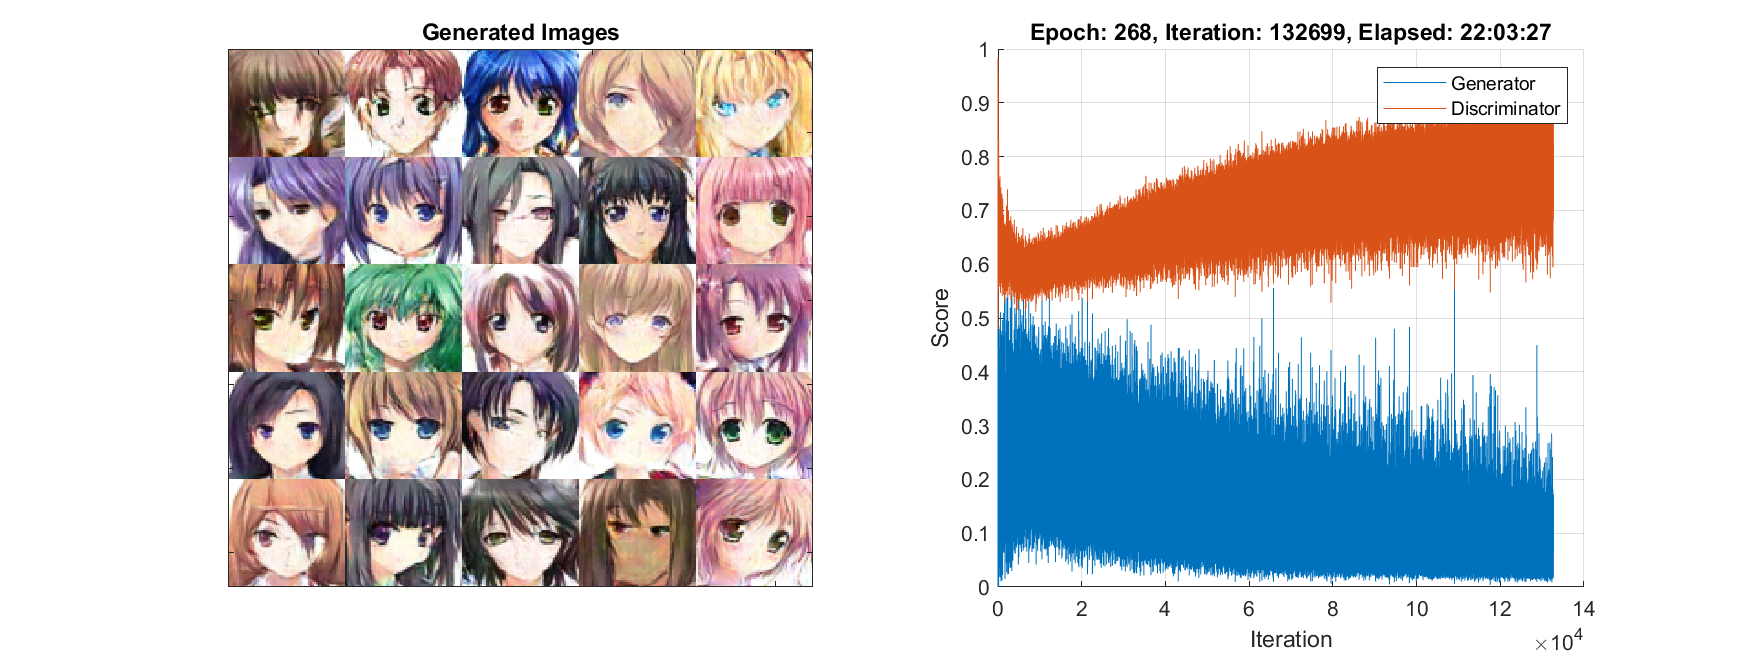 Generated Images
Epoch: 268, Iteration: 132699, Elapsed: 22:03:27
Generator
Discriminator
1
0.9
0.8
0.7
0.6
0.5
0.4
0.3
0.2
0.1
0
Score
0 2 4 6 8 10 12 14
Iteration
×10^4